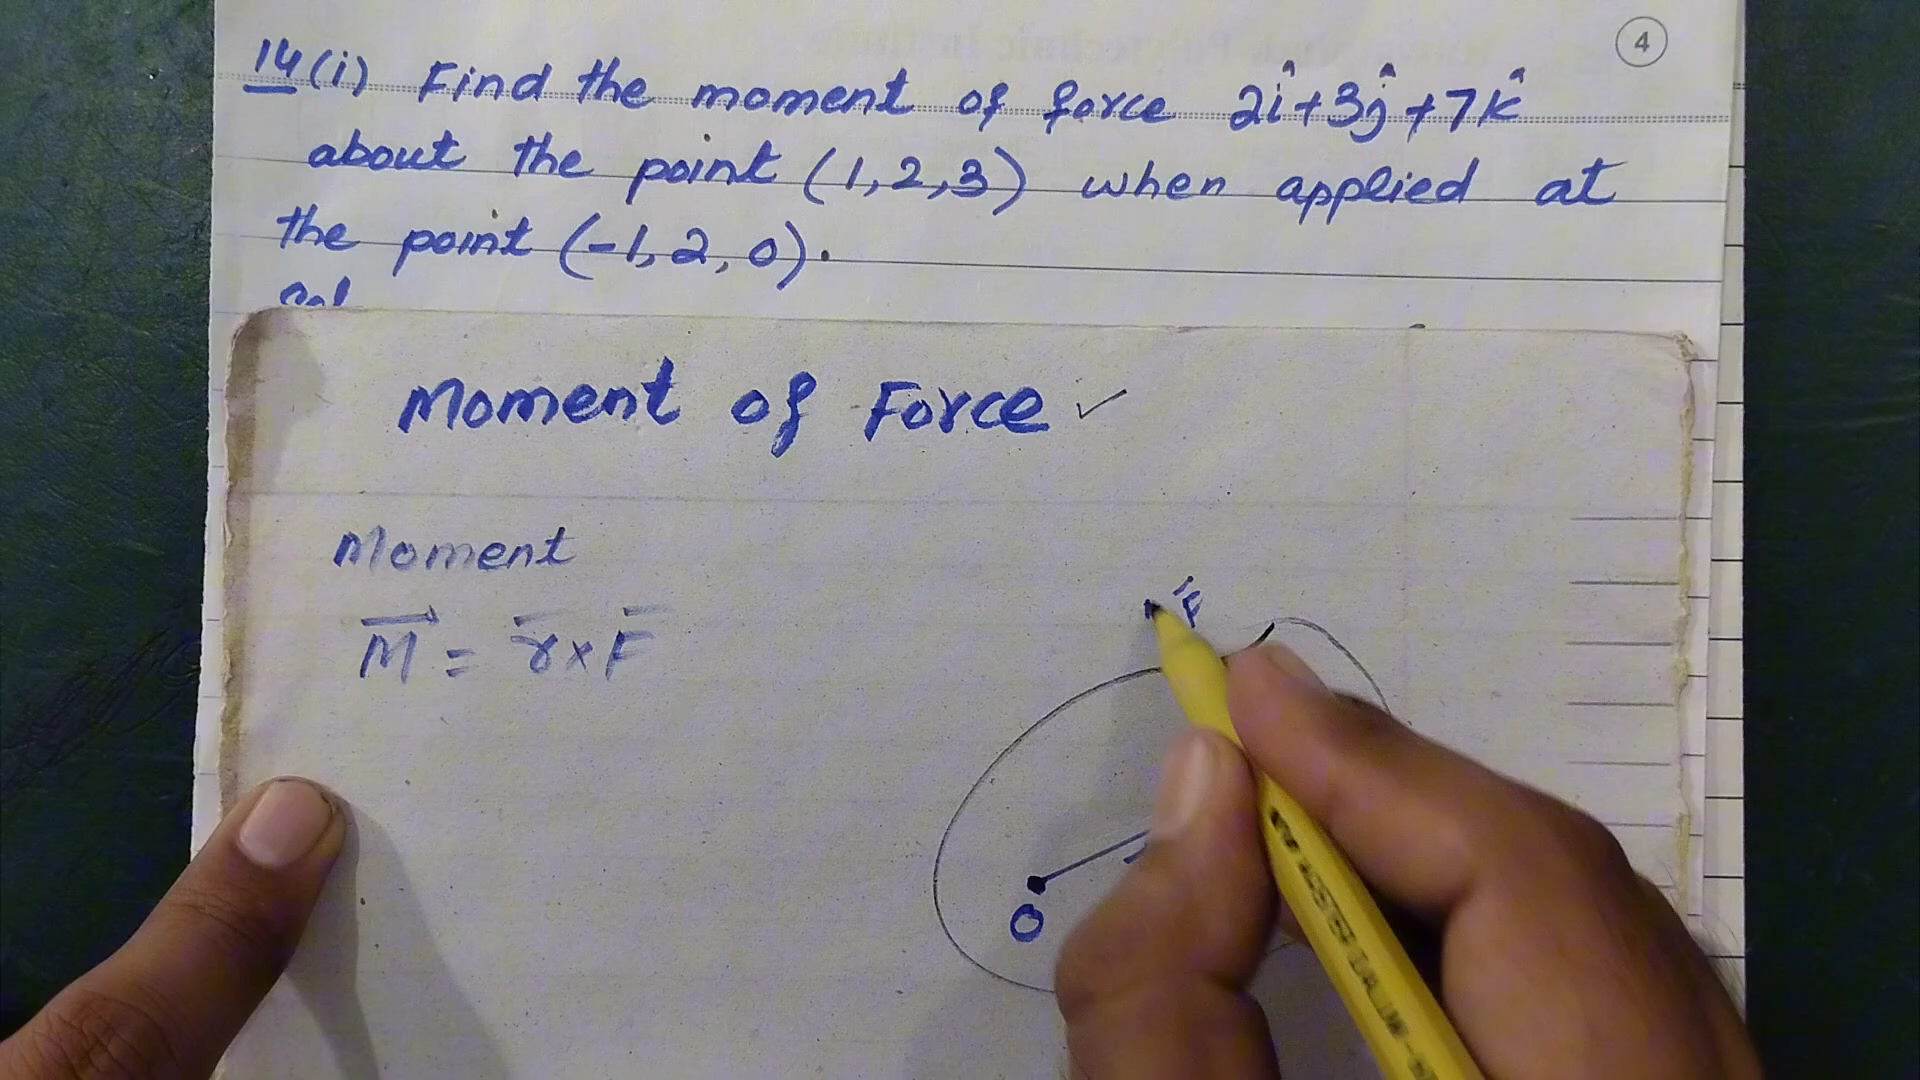 4
14(i) Find the moment of force 2î+3ĵ+7k̂
about the point (1,2,3) when applied at
the point (-1,2,0).
Moment of Force ✓
Moment
M⃗ = r̄×F̄
F̄
O